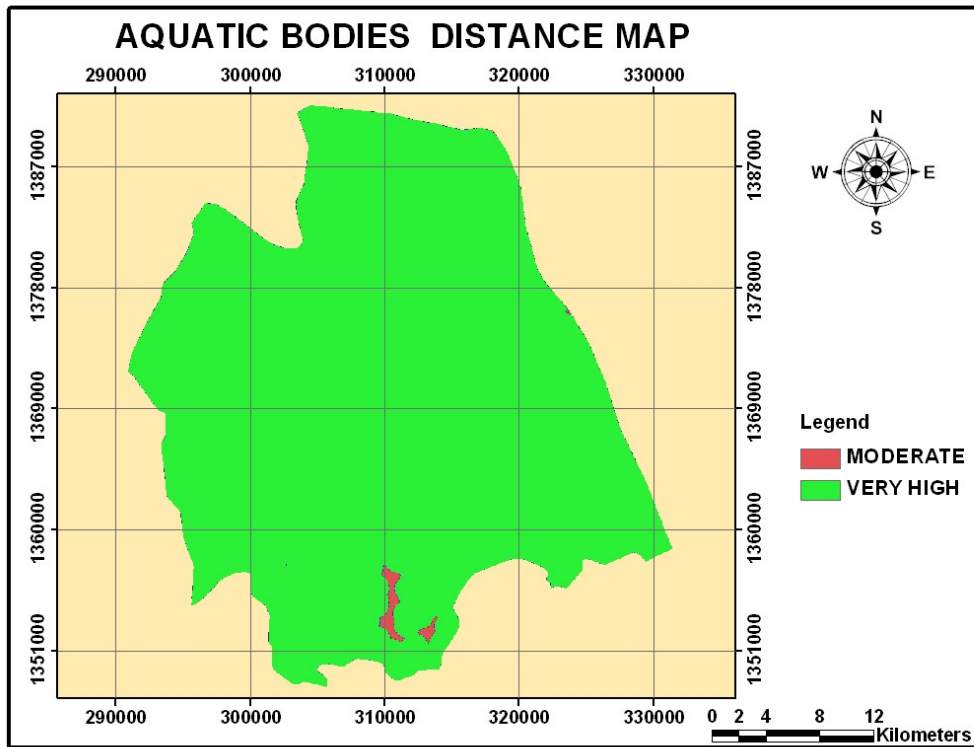 AQUATIC BODIES DISTANCE MAP
290000 300000 310000 320000 330000
1387000 1387000
1378000 1378000
1369000 1369000
1360000 1360000
1351000 1351000
290000 300000 310000 320000 330000
N
W E
S
Legend
MODERATE
VERY HIGH
0 2 4 8 12
Kilometers